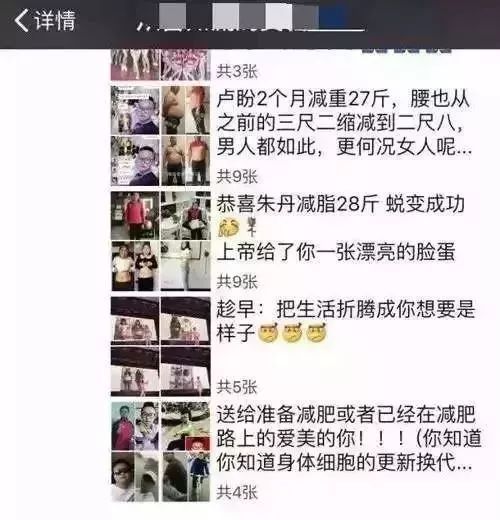 详情
共3张
卢盼2个月减重27斤，腰也从
之前的三尺二缩减到二尺八，
男人都如此，更何况女人呢...
共9张
恭喜朱丹减脂28斤 蜕变成功
上帝给了你一张漂亮的脸蛋
共9张
趁早：把生活折腾成你想要是
样子
共5张
送给准备减肥或者已经在减肥
路上的爱美的你！！！(你知道
你知道身体细胞的更新换代...
共4张